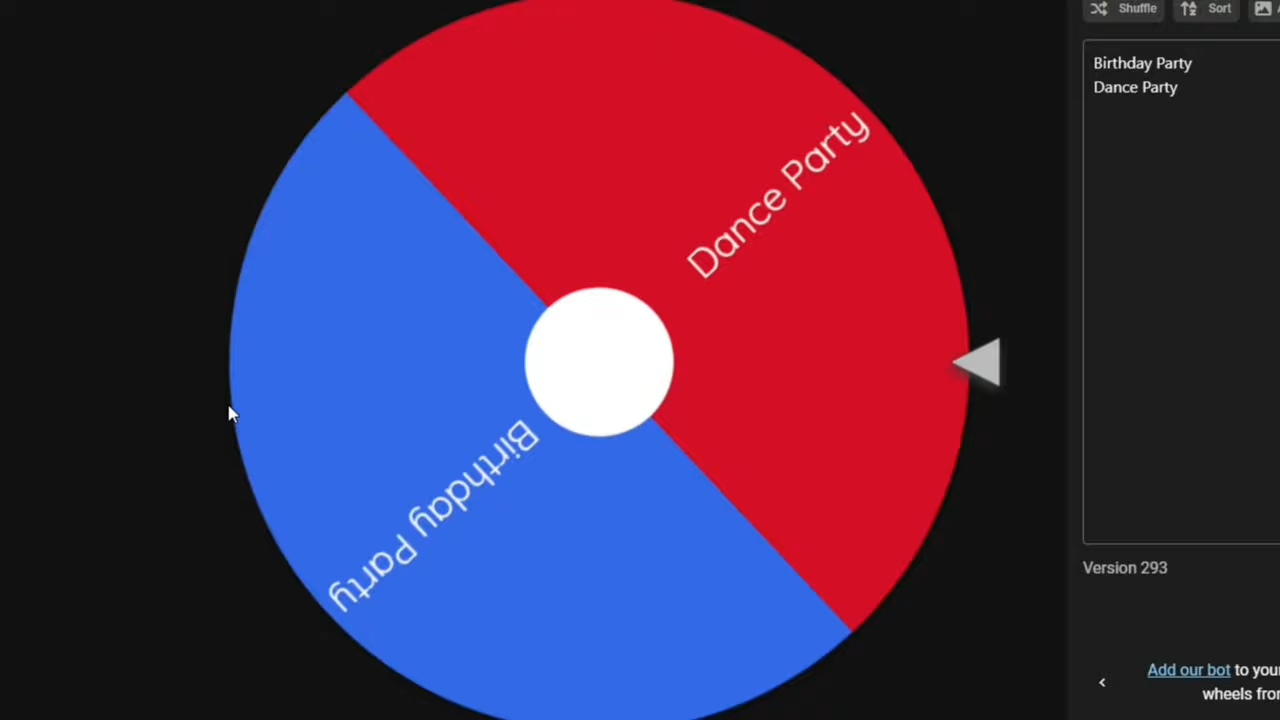 Shuffle
Sort
Birthday Party
Dance Party
Dance Party
Birthday Party
Version 293
Add our bot to your
wheels from